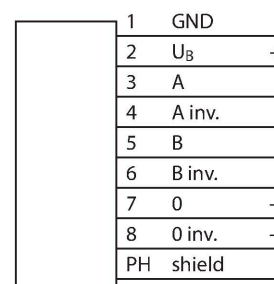 1 GND
2 U_B
3 A
4 A inv.
5 B
6 B inv.
7 0
8 0 inv.
PH shield